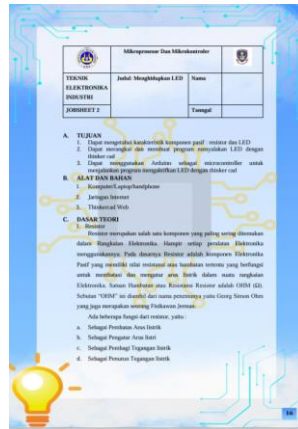 Mikroprosesor Dan Mikrokontroler
TEKNIK ELEKTRONIKA INDUSTRI
Judul: Menghidupkan LED
Nama
JOBSHEET 2
Tanggal
A. TUJUAN
1. Dapat mengetahui karakteristik komponen pasif resistor dan LED
2. Dapat merangkai dan membuat program menyalakan LED dengan
thinker cad
3. Dapat menggunakan Arduino sebagai microcontroller untuk
menjalankan program mengaktifkan LED dengan thinker cad
B. ALAT DAN BAHAN
1. Komputer/Laptop/handphone
2. Jaringan Internet
3. Thinkercad Web
C. DASAR TEORI
1. Resistor
Resistor merupakan salah satu komponen yang paling sering ditemukan
dalam Rangkaian Elektronika. Hampir setiap peralatan Elektronika
menggunakannya. Pada dasarnya Resistor adalah Komponen Elektronika
Pasif yang memiliki nilai resistansi atau hambatan tertentu yang berfungsi
untuk membatasi dan mengatur arus listrik dalam suatu rangkaian
Elektronika. Satuan Hambatan atau Resistansi Resistor adalah OHM (Ω).
Sebutan "OHM" ini diambil dari nama penemunya yaitu Georg Simon Ohm
yang juga merupakan seorang Fisikawan Jerman.
Ada beberapa fungsi dari resistor, yaitu :
a. Sebagai Pembatas Arus listrik
b. Sebagai Pengatur Arus listri
c. Sebagai Pembagi Tegangan listrik
d. Sebagai Penurun Tegangan listrik
16